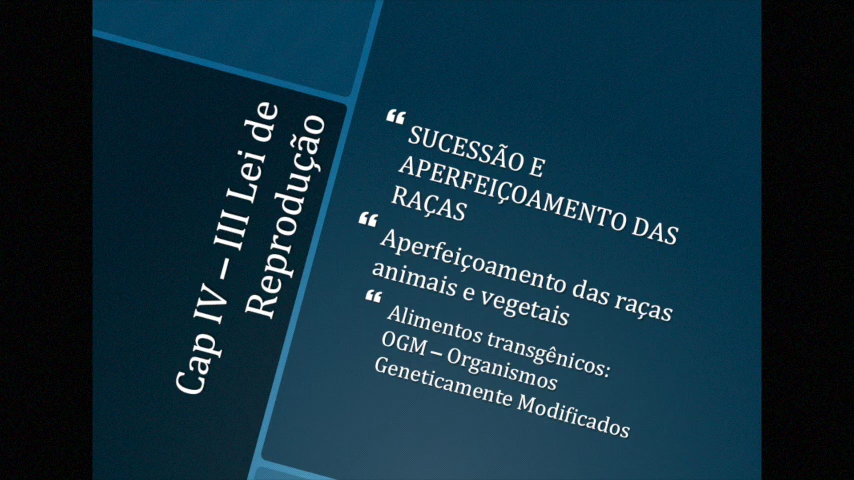 Cap IV – III Lei de
Reprodução
❝ SUCESSÃO E
APERFEIÇOAMENTO DAS
RAÇAS
❝ Aperfeiçoamento das raças
animais e vegetais
❝ Alimentos transgênicos:
OGM – Organismos
Geneticamente Modificados